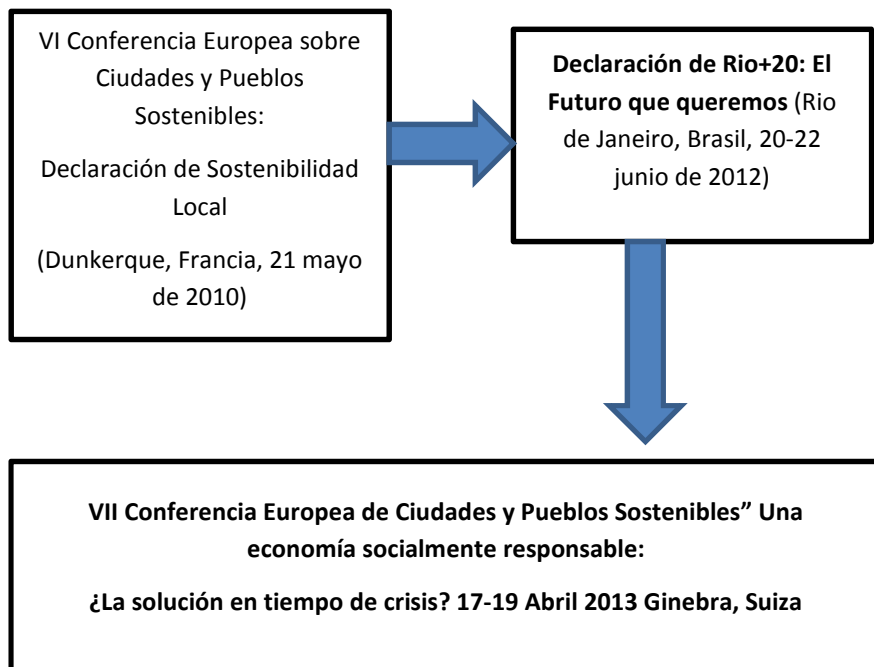 VI Conferencia Europea sobre
Ciudades y Pueblos
Sostenibles:
Declaración de Sostenibilidad
Local
(Dunkerque, Francia, 21 mayo
de 2010)
Declaración de Rio+20: El
Futuro que queremos (Rio
de Janeiro, Brasil, 20-22
junio de 2012)
VII Conferencia Europea de Ciudades y Pueblos Sostenibles” Una
economía socialmente responsable:
¿La solución en tiempo de crisis? 17-19 Abril 2013 Ginebra, Suiza